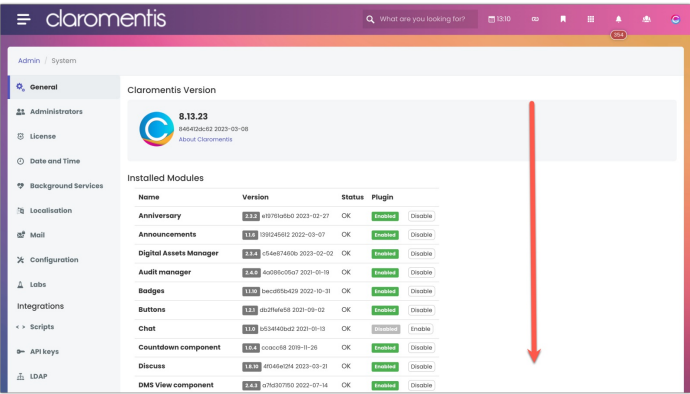 claromentis
What are you looking for?
13:10
354
Admin / System
General
Administrators
License
Date and Time
Background Services
Localisation
Mail
Configuration
Labs
Integrations
Scripts
API keys
LDAP
Claromentis Version
8.13.23
846412dc62 2023-03-08
About Claromentis
Installed Modules
Name Version Status Plugin
Anniversary 2.3.2 e19761a6b0 2023-02-27 OK Enabled Disable
Announcements 1.1.6 1391245612 2022-03-07 OK Enabled Disable
Digital Assets Manager 2.3.4 c54e87460b 2023-02-02 OK Enabled Disable
Audit manager 2.4.0 4a086c05a7 2021-01-19 OK Enabled Disable
Badges 1.1.10 becd65b429 2022-10-31 OK Enabled Disable
Buttons 1.2.1 db2ffefe58 2021-09-02 OK Enabled Disable
Chat 1.1.0 b534140bd2 2021-01-13 OK Disabled Enable
Countdown component 1.0.4 ccacc68 2019-11-26 OK Enabled Disable
Discuss 1.8.10 4f046e12f4 2023-03-21 OK Enabled Disable
DMS View component 2.4.3 a7fd307150 2022-07-14 OK Enabled Disable